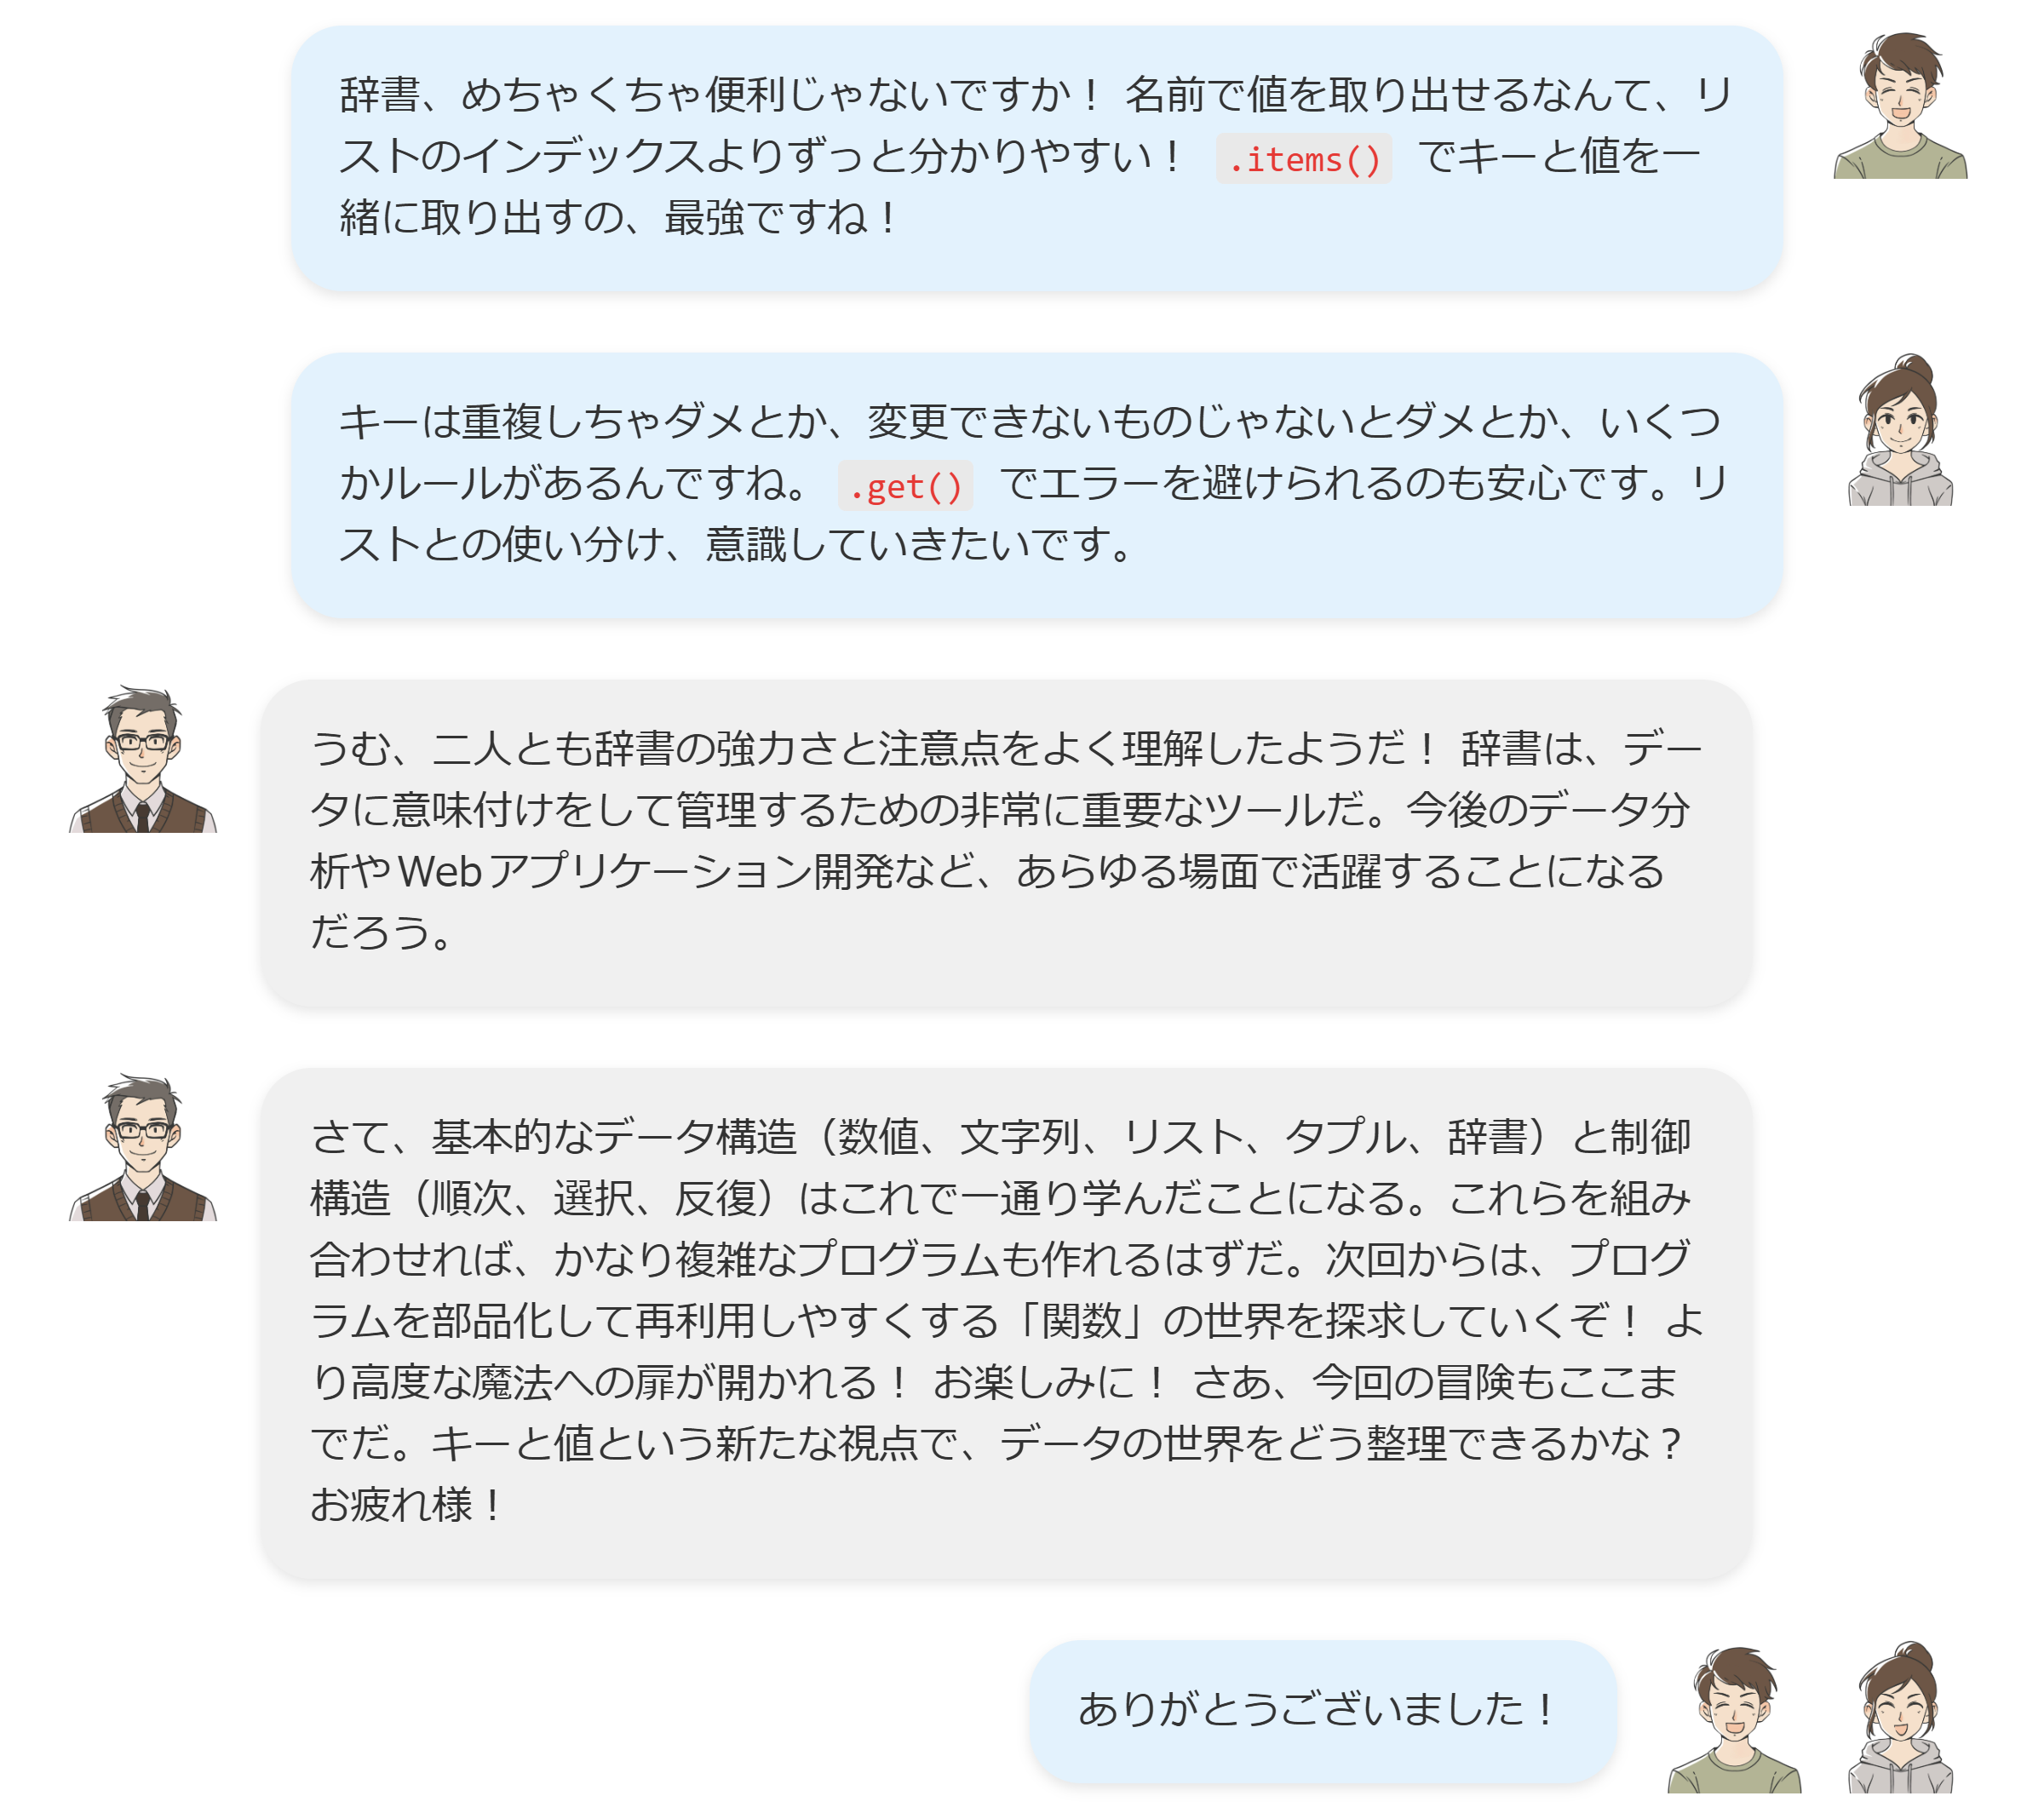 辞書、めちゃくちゃ便利じゃないですか！ 名前で値を取り出せるなんて、リ
ストのインデックスよりずっと分かりやすい！ .items() でキーと値を一
緒に取り出すの、最強ですね！
キーは重複しちゃダメとか、変更できないものじゃないとダメとか、いくつ
かルールがあるんですね。 .get() でエラーを避けられるのも安心です。リ
ストとの使い分け、意識していきたいです。
うむ、二人とも辞書の強力さと注意点をよく理解したようだ！ 辞書は、デー
タに意味付けをして管理するための非常に重要なツールだ。今後のデータ分
析やWebアプリケーション開発など、あらゆる場面で活躍することになる
だろう。
さて、基本的なデータ構造（数値、文字列、リスト、タプル、辞書）と制御
構造（順次、選択、反復）はこれで一通り学んだことになる。これらを組み
合わせれば、かなり複雑なプログラムも作れるはずだ。次回からは、プログ
ラムを部品化して再利用しやすくする「関数」の世界を探求していくぞ！ よ
り高度な魔法への扉が開かれる！ お楽しみに！ さあ、今回の冒険もここま
でだ。キーと値という新たな視点で、データの世界をどう整理できるかな？
お疲れ様！
ありがとうございました！